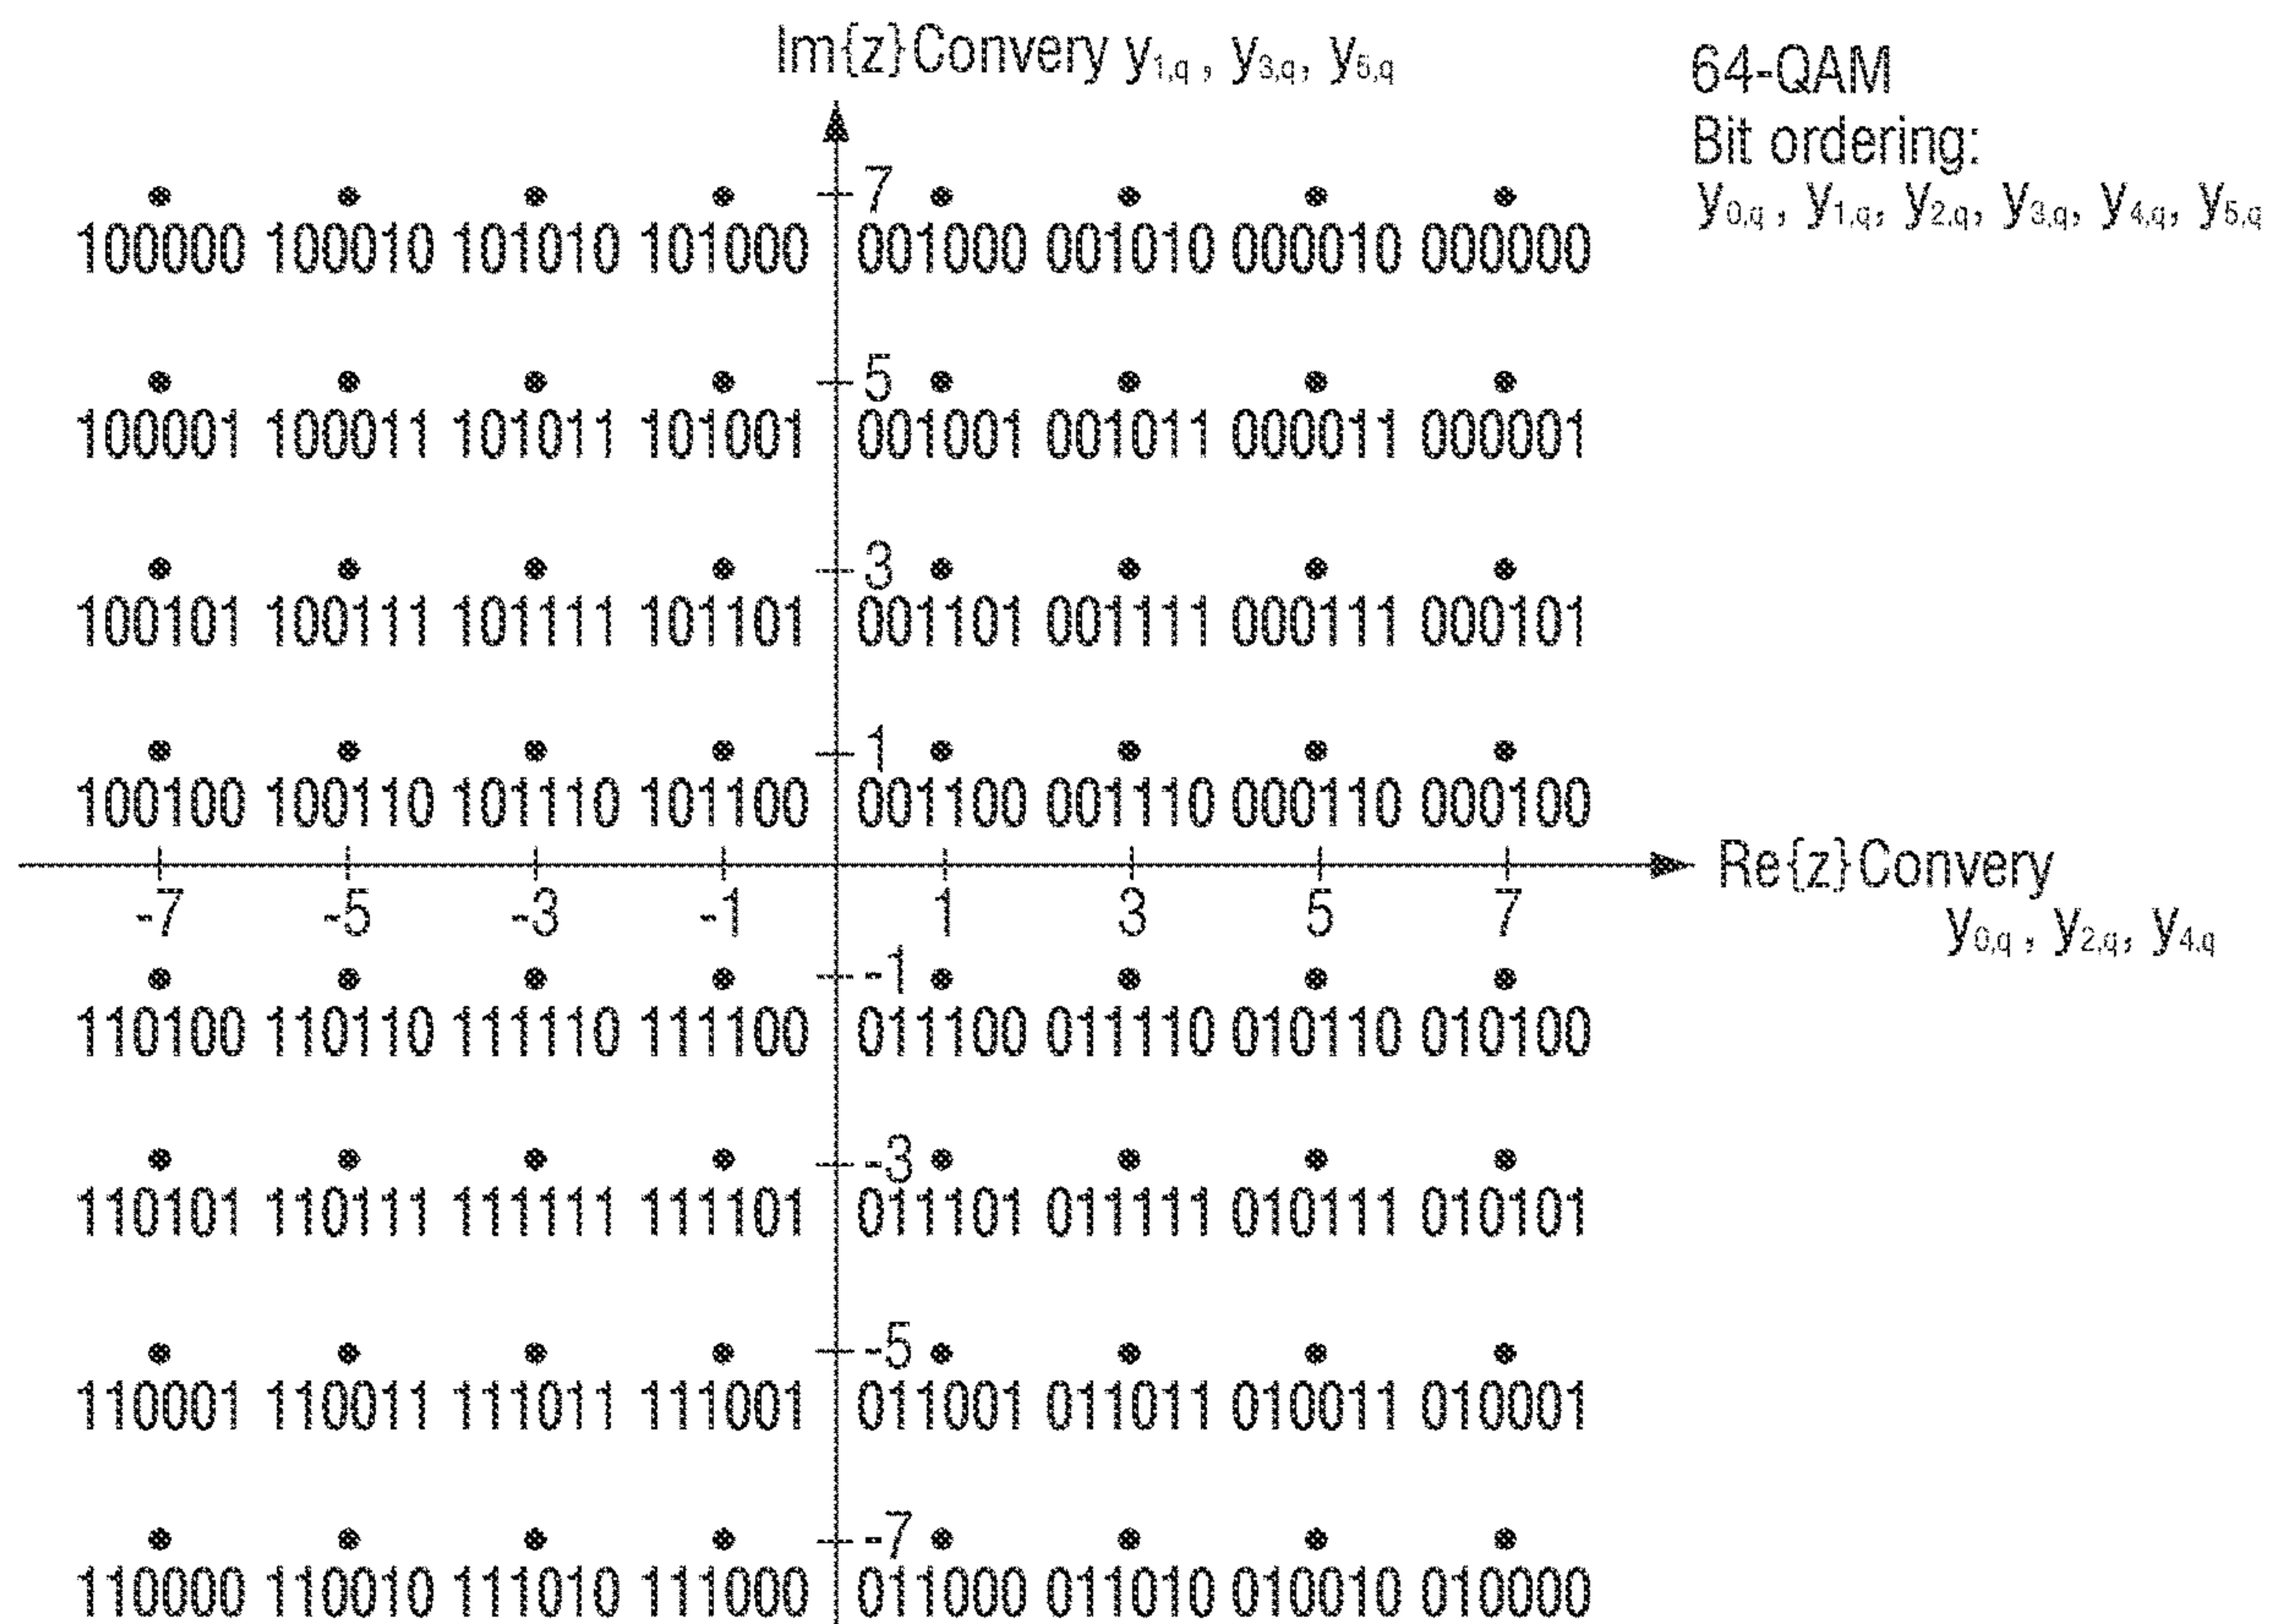 Im{z}Convery y1,q , y3,q, y5,q
64-QAM
Bit ordering:
y0,q , y1,q, y2,q, y3,q, y4,q, y5,q
7
100000 100010 101010 101000 001000 001010 000010 000000
5
100001 100011 101011 101001 001001 001011 000011 000001
3
100101 100111 101111 101101 001101 001111 000111 000101
1
100100 100110 101110 101100 001100 001110 000110 000100
Re{z}Convery
y0,q , y2,q, y4,q
-7 -5 -3 -1 1 3 5 7
-1
110100 110110 111110 111100 011100 011110 010110 010100
-3
110101 110111 111111 111101 011101 011111 010111 010101
-5
110001 110011 111011 111001 011001 011011 010011 010001
-7
110000 110010 111010 111000 011000 011010 010010 010000